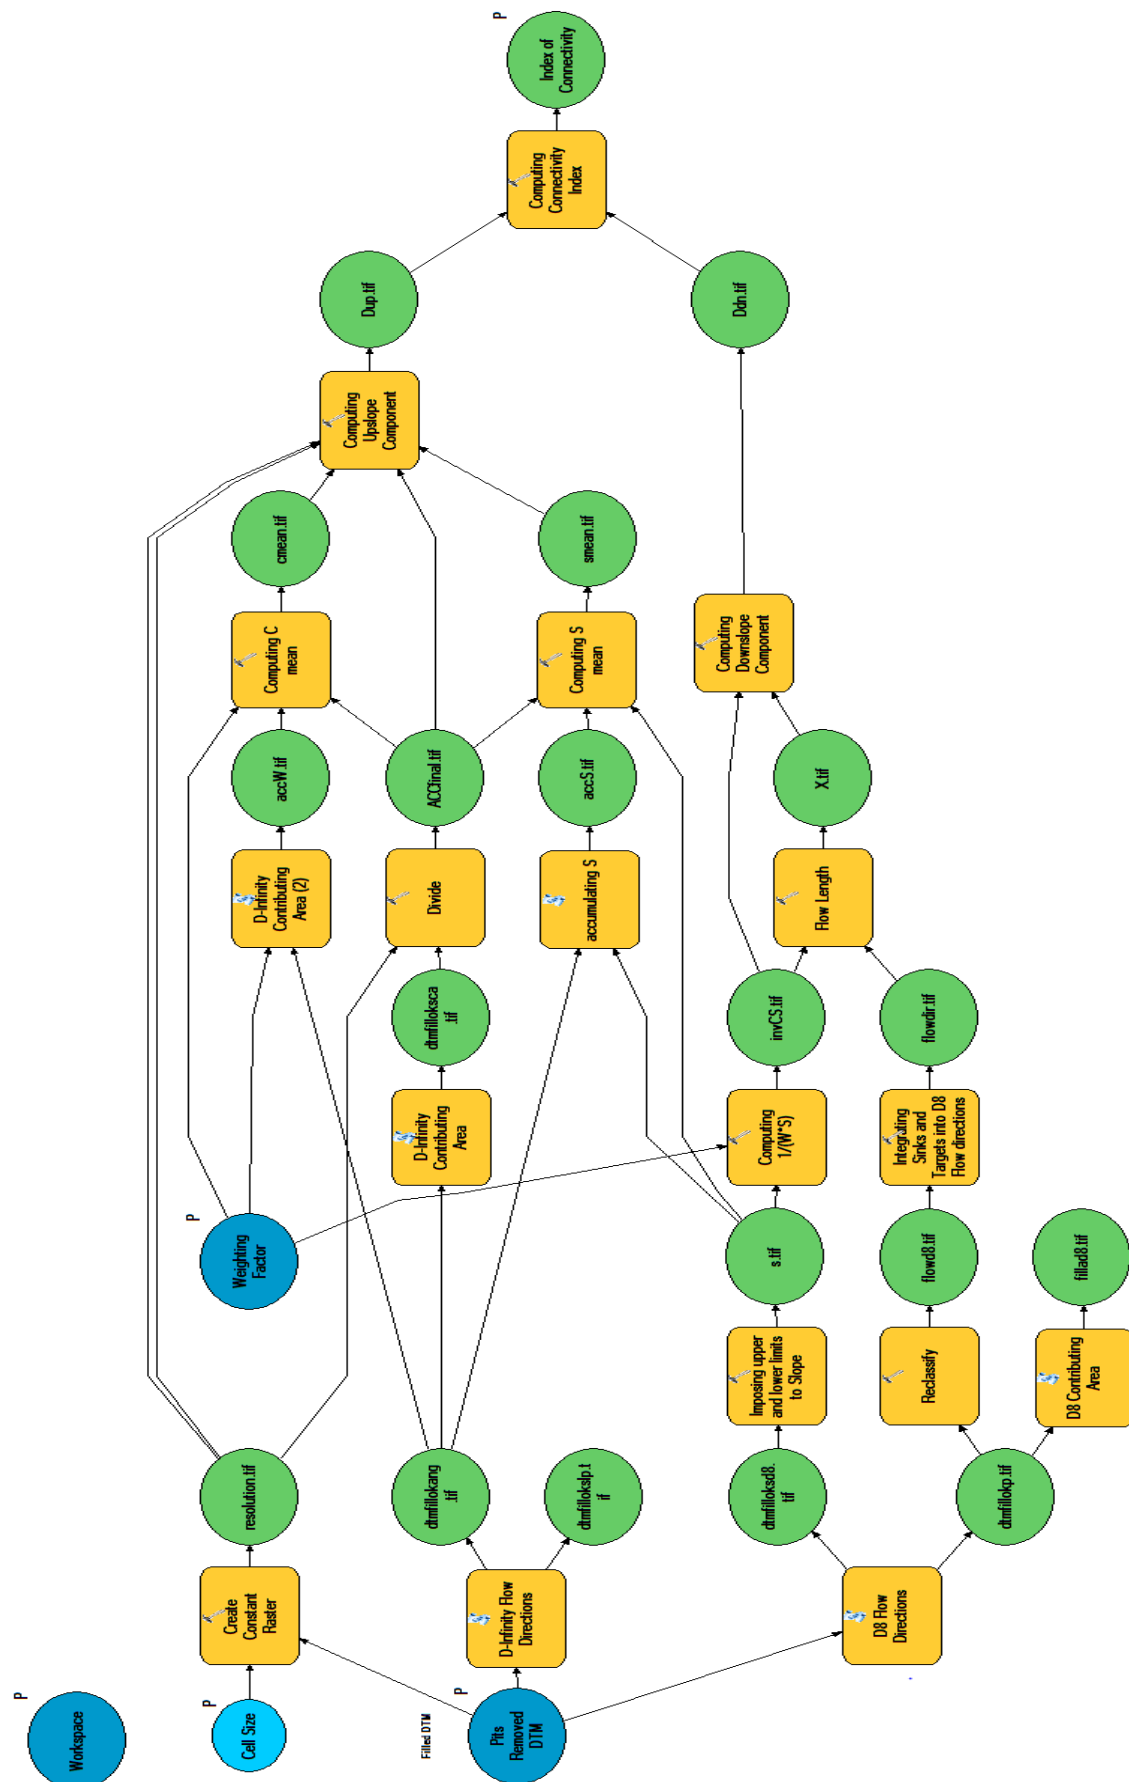 P
Workspace
P
Cell Size
Filled DTM
P
Pits
Removed
DTM
Create
Constant
Raster
D-Infinity Flow
Directions
D8 Flow
Directions
resolution.tif
dtmfillokang
.tif
dtmfillokslp.t
if
dtmfilloksd8.
tif
dtmfillokp.tif
Imposing upper
and lower limits
to Slope
Reclassify
D8 Contributing
Area
P
Weighting
Factor
s.tif
flowd8.tif
fillad8.tif
D-Infinity
Contributing
Area
Computing
1/(W*S)
Integrating
Sinks and
Targets into D8
Flow directions
dtmfilloksca
.tif
invCS.tif
flowdir.tif
D-Infinity
Contributing
Area (2)
Divide
accumulating S
Flow Length
accW.tif
ACCfinal.tif
accS.tif
X.tif
Computing C
mean
Computing S
mean
Computing
Downslope
Component
cmean.tif
smean.tif
Computing
Upslope
Component
Dup.tif
Ddn.tif
Computing
Connectivity
Index
P
Index of
Connectivity